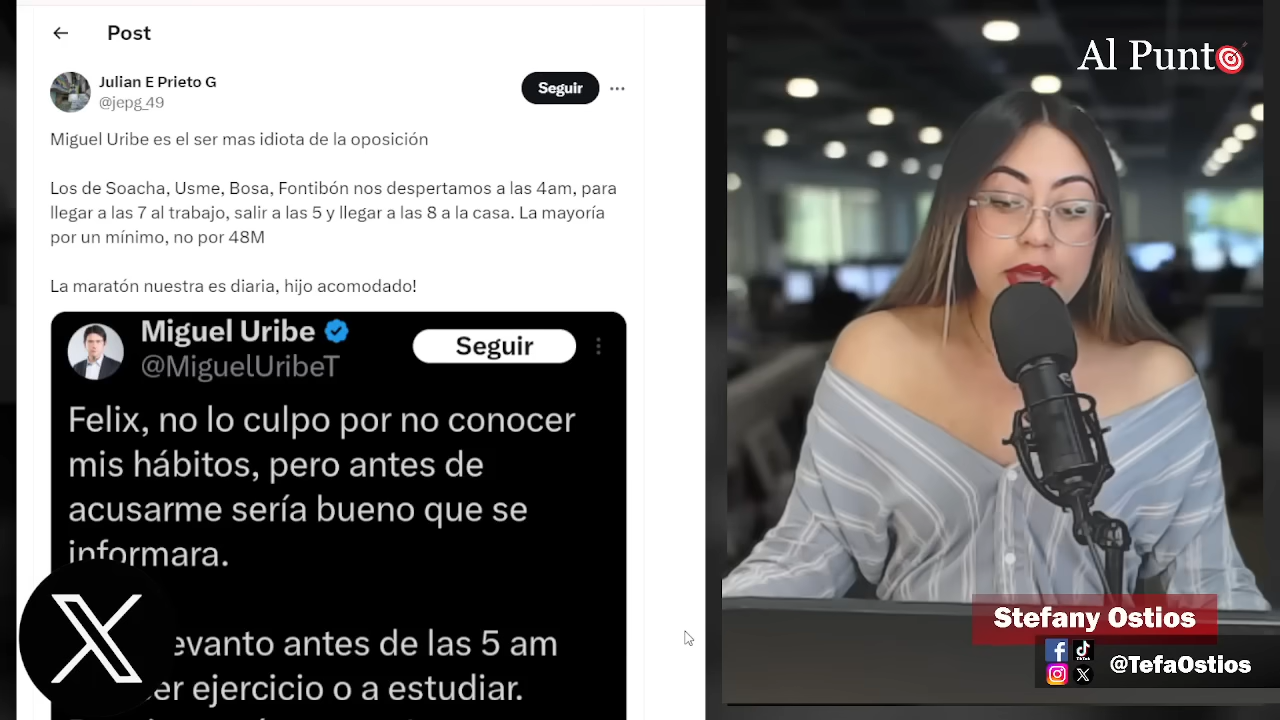 Post
Julian E Prieto G
@jepg_49
Seguir
Miguel Uribe es el ser mas idiota de la oposición
Los de Soacha, Usme, Bosa, Fontibón nos despertamos a las 4am, para
llegar a las 7 al trabajo, salir a las 5 y llegar a las 8 a la casa. La mayoría
por un mínimo, no por 48M
La maratón nuestra es diaria, hijo acomodado!
Miguel Uribe
@MiguelUribeT
Seguir
Felix, no lo culpo por no conocer
mis hábitos, pero antes de
acusarme sería bueno que se
informara.
evanto antes de las 5 am
er ejercicio o a estudiar.
X
Al Punto
Stefany Ostios
@TefaOstios